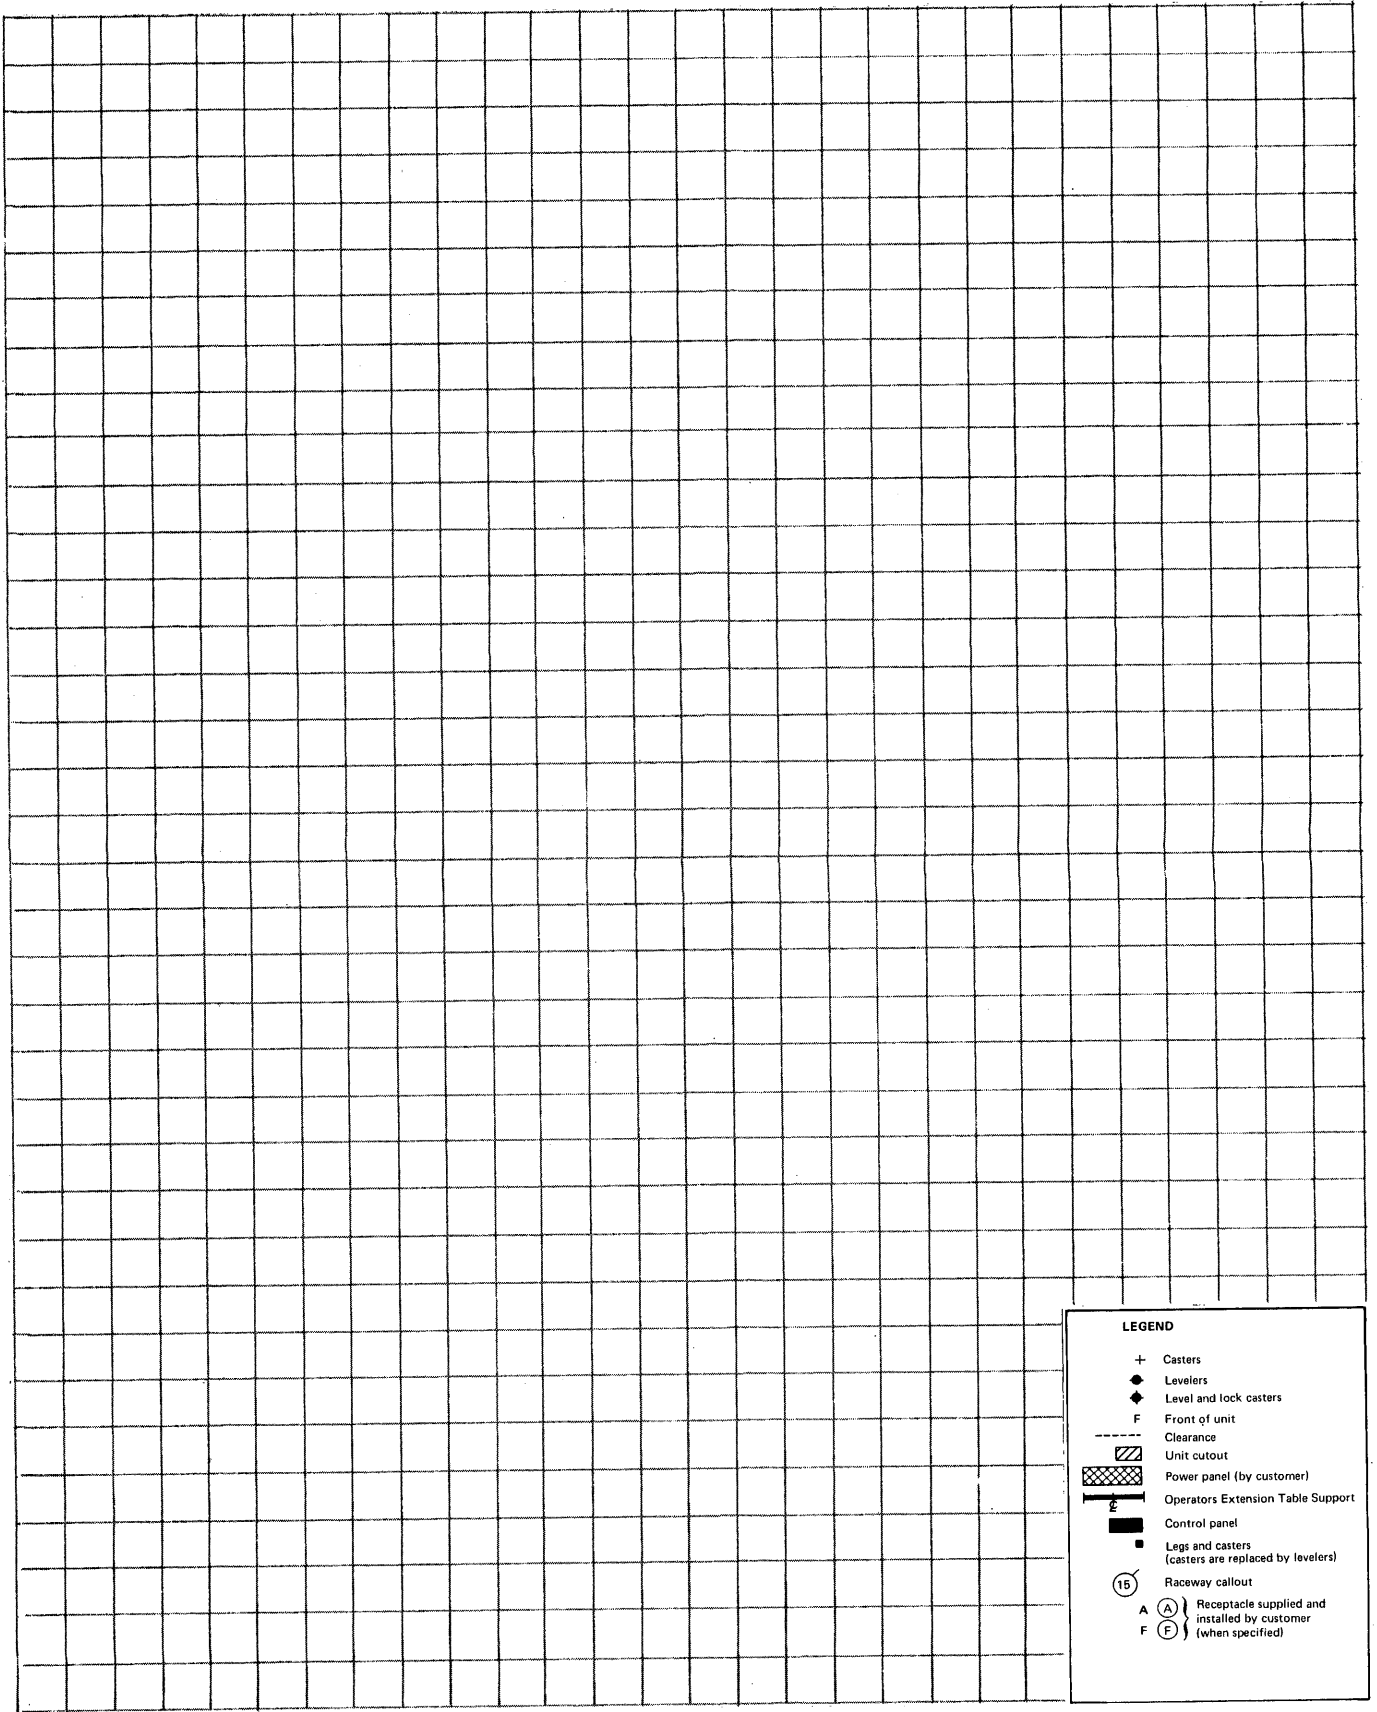 LEGEND
+ Casters
Levelers
Level and lock casters
F Front of unit
Clearance
Unit cutout
Power panel (by customer)
℄ Operators Extension Table Support
Control panel
Legs and casters
(casters are replaced by levelers)
15 Raceway callout
A A Receptacle supplied and
installed by customer
F F (when specified)